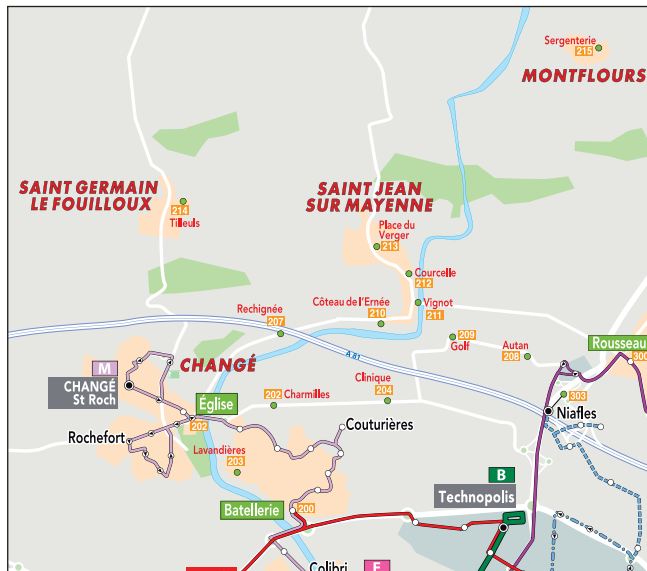 Sergenterie
215
MONTFLOURS
SAINT GERMAIN
LE FOUILLOUX
214
Tilleuls
SAINT JEAN
SUR MAYENNE
Place du
Verger
213
Courcelle
212
Côteau de l'Ernée
210
Vignot
211
Rechignée
207
A 81
209
Golf
Autan
208
Rousseau
300
M
CHANGÉ
St Roch
CHANGÉ
Église
202
202
Charmilles
Clinique
204
303
Niafles
Rochefort
Couturières
Lavandières
203
B
Technopolis
Batellerie
200
Colibri
F